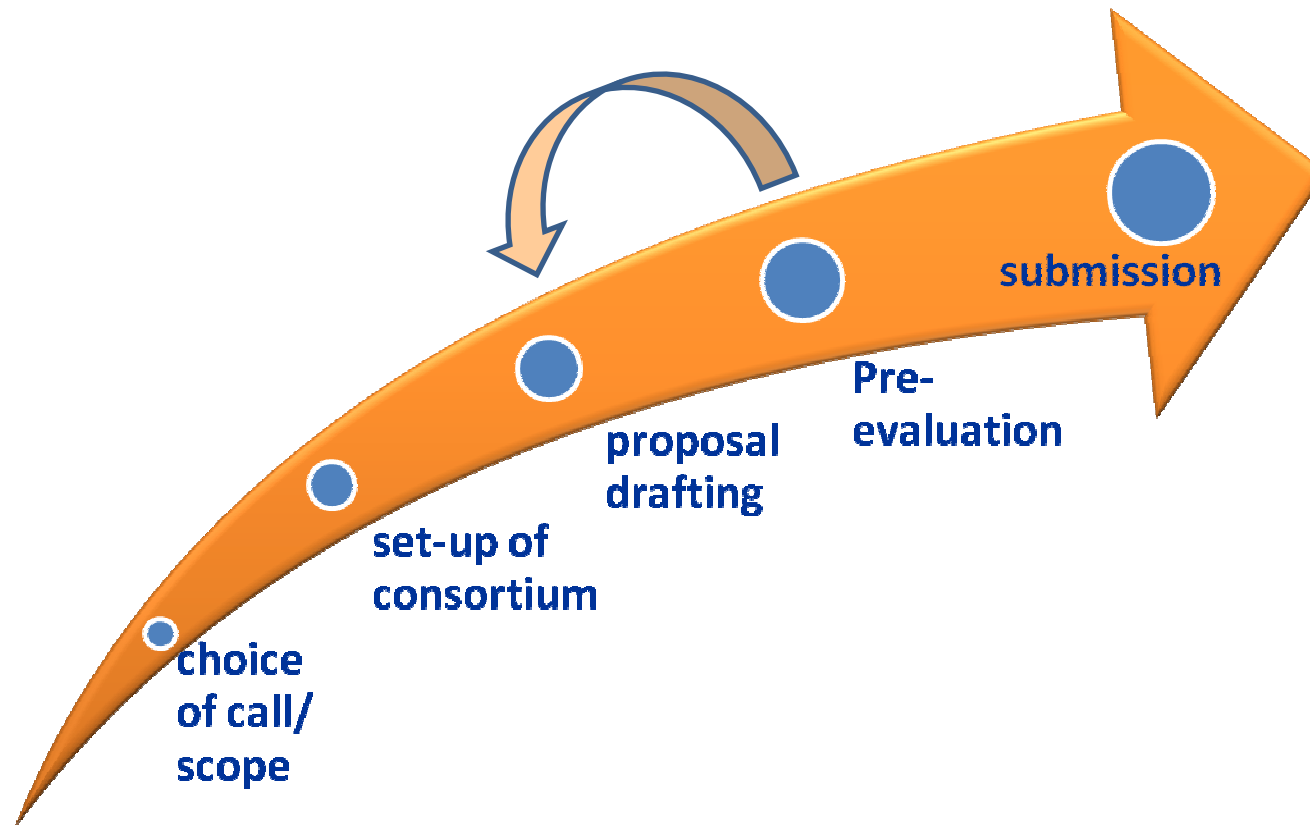 choice
of call/
scope
set-up of
consortium
proposal
drafting
Pre-
evaluation
submission